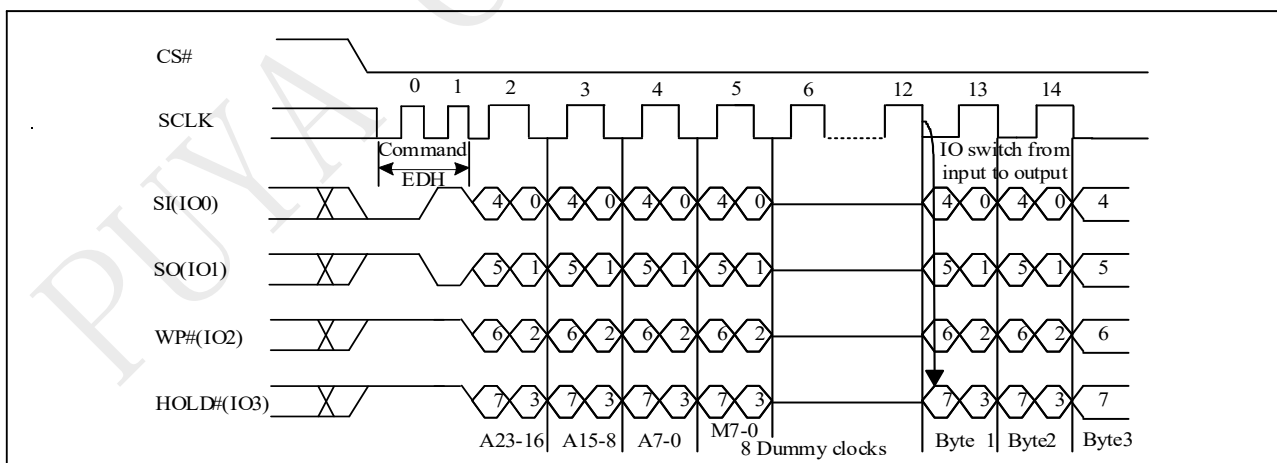 PUYA
CS#
0 1 2 3 4 5 6 12 13 14
SCLK
Command
EDH
IO switch from
input to output
SI(IO0) 4 0 4 0 4 0 4 0 4 0 4 0 4
SO(IO1) 5 1 5 1 5 1 5 1 5 1 5 1 5
WP#(IO2) 6 2 6 2 6 2 6 2 6 2 6 2 6
HOLD#(IO3) 7 3 7 3 7 3 7 3 7 3 7 3 7
A23-16 A15-8 A7-0 M7-0 8 Dummy clocks Byte 1 Byte2 Byte3